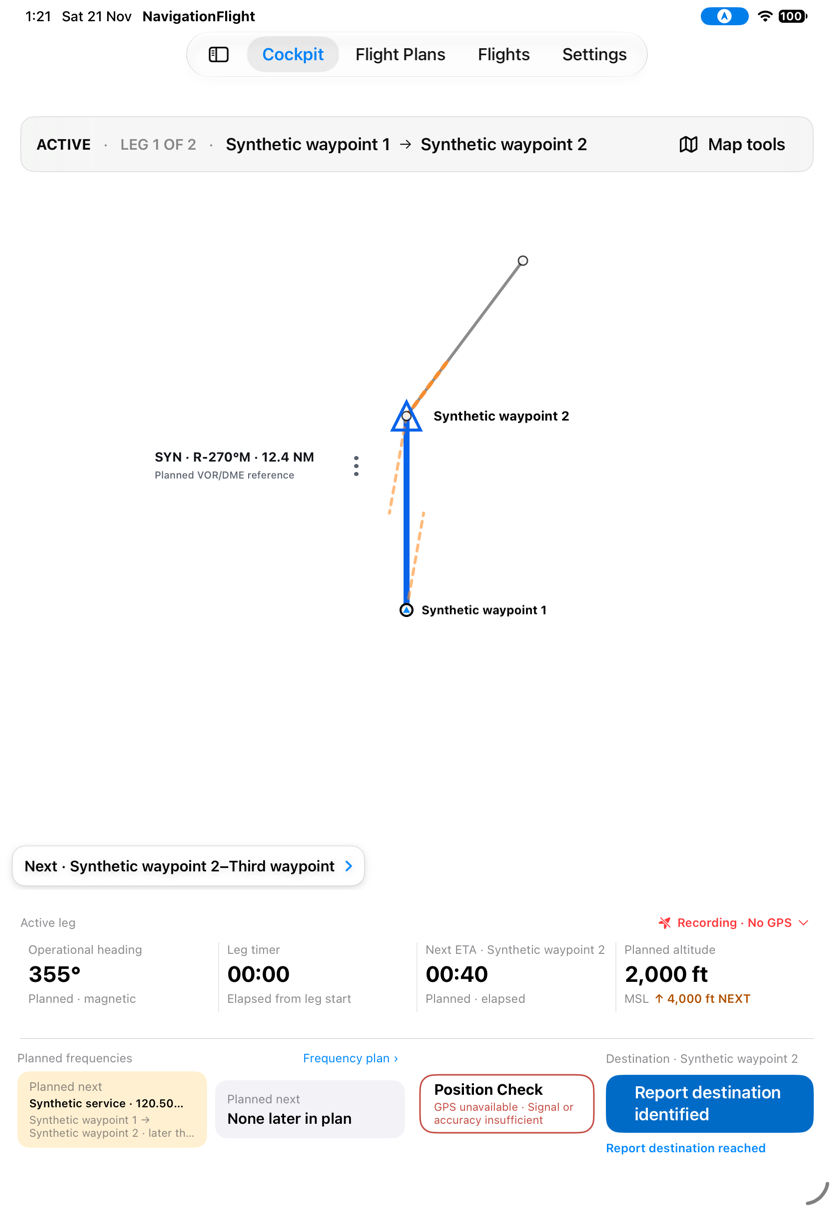 1:21 Sat 21 Nov NavigationFlight
100
Cockpit Flight Plans Flights Settings
ACTIVE · LEG 1 OF 2 · Synthetic waypoint 1 → Synthetic waypoint 2 Map tools
Synthetic waypoint 2
SYN · R-270°M · 12.4 NM
Planned VOR/DME reference
Synthetic waypoint 1
Next · Synthetic waypoint 2–Third waypoint
Active leg
Recording · No GPS
Operational heading
355°
Planned · magnetic
Leg timer
00:00
Elapsed from leg start
Next ETA · Synthetic waypoint 2
00:40
Planned · elapsed
Planned altitude
2,000 ft
MSL ↑ 4,000 ft NEXT
Planned frequencies
Frequency plan ›
Planned next
Synthetic service · 120.50...
Synthetic waypoint 1 →
Synthetic waypoint 2 · later th...
Planned next
None later in plan
Position Check
GPS unavailable · Signal or
accuracy insufficient
Destination · Synthetic waypoint 2
Report destination
identified
Report destination reached